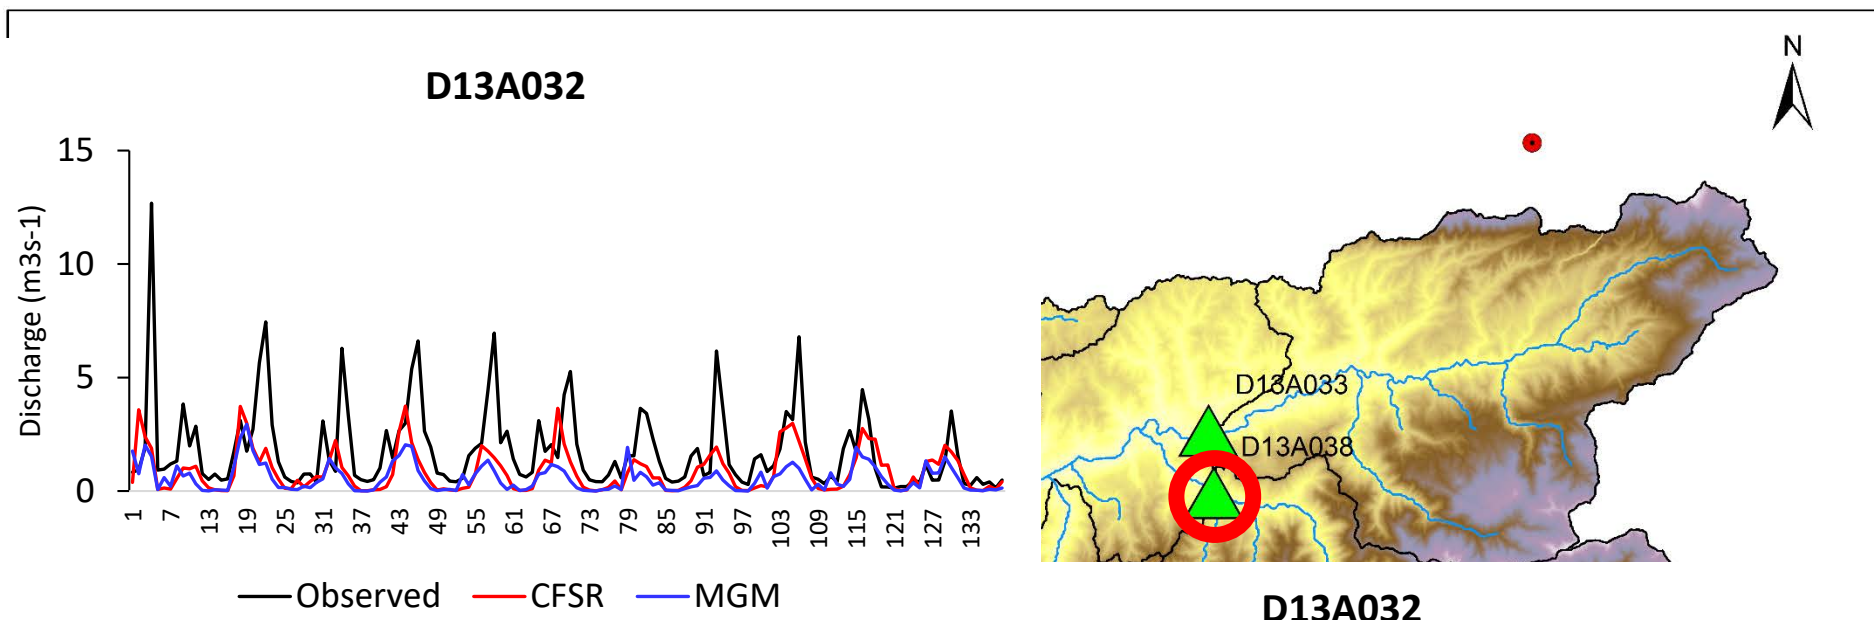 D13A032
15
10
5
0
Discharge (m3s-1)
1 7 13 19 25 31 37 43 49 55 61 67 73 79 85 91 97 103 109 115 121 127 133
Observed CFSR MGM
N
D13A033
D13A038
D13A032